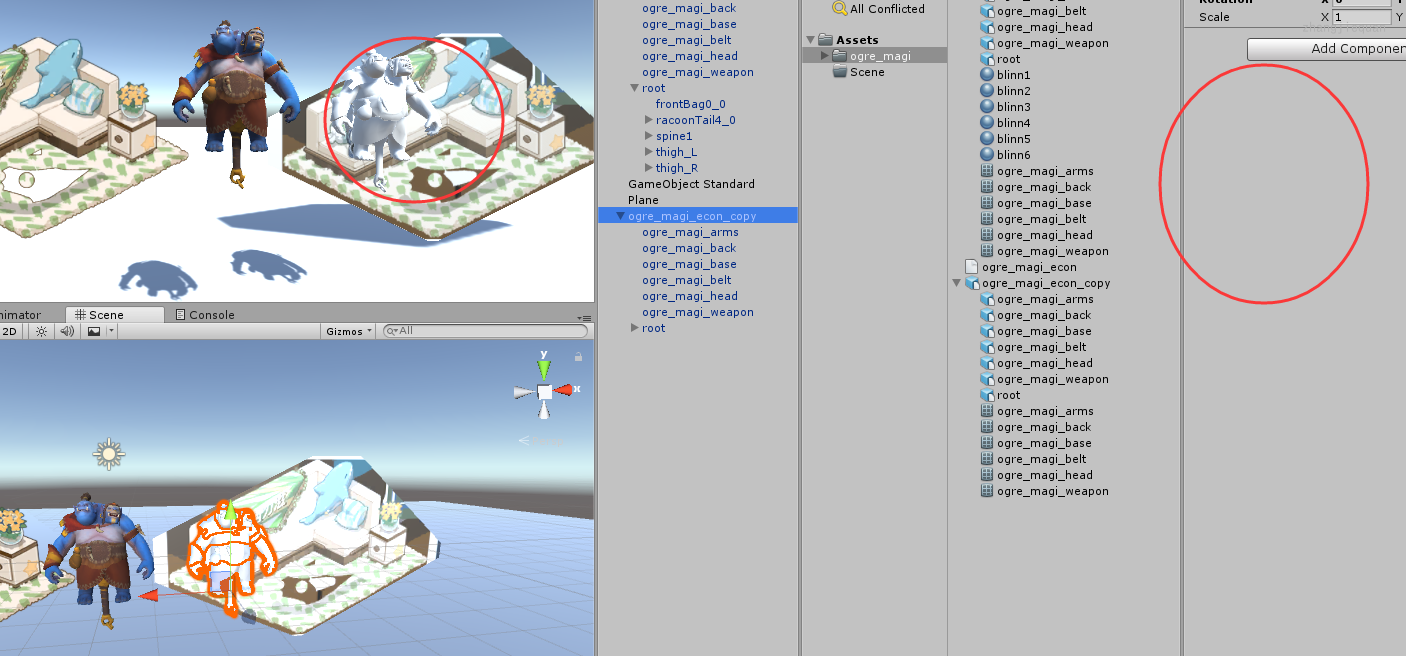 nimator
Scene
Console
2D
Gizmos
All
y
x
ogre_magi_back
ogre_magi_base
ogre_magi_belt
ogre_magi_head
ogre_magi_weapon
root
frontBag0_0
racoonTail4_0
spine1
thigh_L
thigh_R
GameObject Standard
Plane
ogre_magi_econ_copy
ogre_magi_arms
ogre_magi_back
ogre_magi_base
ogre_magi_belt
ogre_magi_head
ogre_magi_weapon
root
All Conflicted
Assets
ogre_magi
Scene
ogre_magi_belt
ogre_magi_head
ogre_magi_weapon
root
blinn1
blinn2
blinn3
blinn4
blinn5
blinn6
ogre_magi_arms
ogre_magi_back
ogre_magi_base
ogre_magi_belt
ogre_magi_head
ogre_magi_weapon
ogre_magi_econ
ogre_magi_econ_copy
ogre_magi_arms
ogre_magi_back
ogre_magi_base
ogre_magi_belt
ogre_magi_head
ogre_magi_weapon
root
ogre_magi_arms
ogre_magi_back
ogre_magi_base
ogre_magi_belt
ogre_magi_head
ogre_magi_weapon
Rotation
Scale X 1 Y
Add Componen